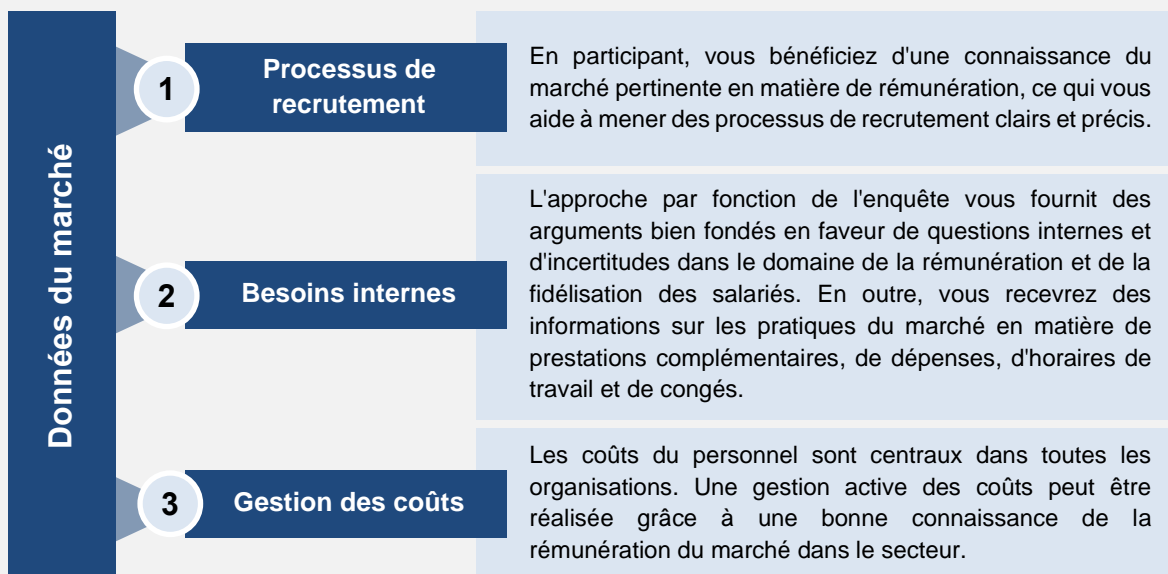 Données du marché
1
Processus de
recrutement
En participant, vous bénéficiez d'une connaissance du
marché pertinente en matière de rémunération, ce qui vous
aide à mener des processus de recrutement clairs et précis.
2
Besoins internes
L'approche par fonction de l'enquête vous fournit des
arguments bien fondés en faveur de questions internes et
d'incertitudes dans le domaine de la rémunération et de la
fidélisation des salariés. En outre, vous recevrez des
informations sur les pratiques du marché en matière de
prestations complémentaires, de dépenses, d'horaires de
travail et de congés.
3
Gestion des coûts
Les coûts du personnel sont centraux dans toutes les
organisations. Une gestion active des coûts peut être
réalisée grâce à une bonne connaissance de la
rémunération du marché dans le secteur.